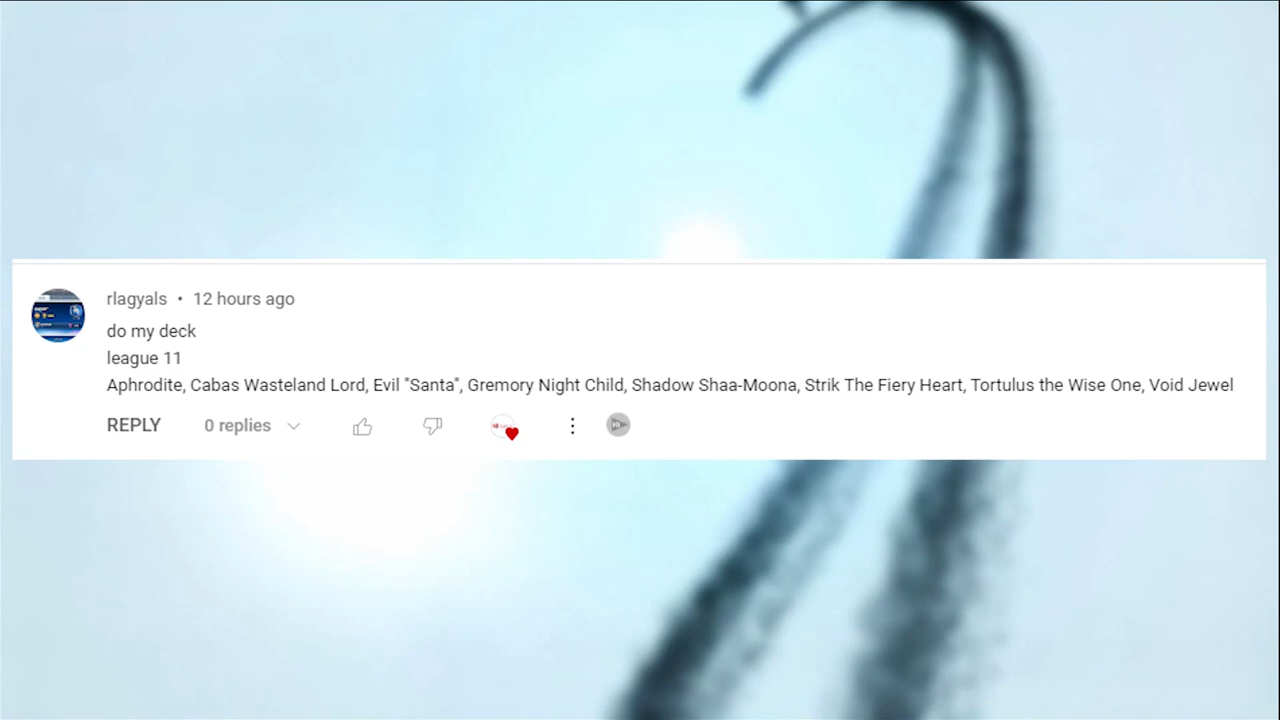 rlagyals • 12 hours ago
do my deck
league 11
Aphrodite, Cabas Wasteland Lord, Evil "Santa", Gremory Night Child, Shadow Shaa-Moona, Strik The Fiery Heart, Tortulus the Wise One, Void Jewel
REPLY 0 replies